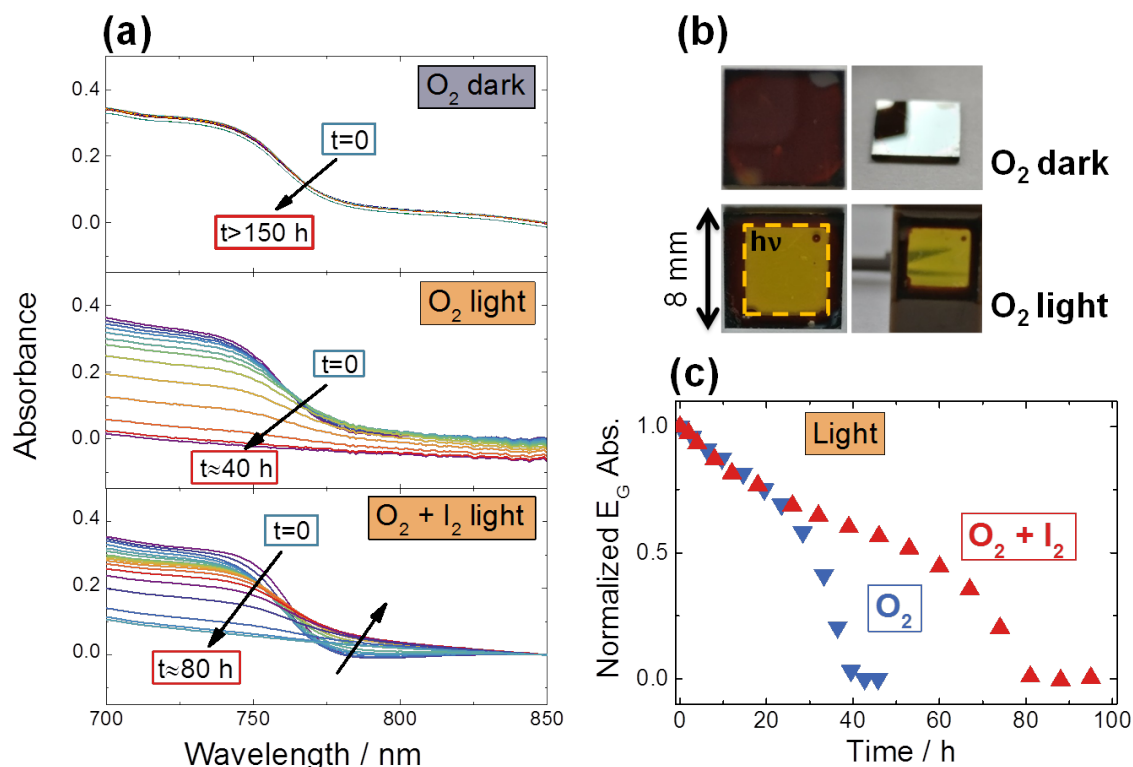 (a)
O₂ dark
0.4
0.2
0.0
t=0
t>150 h
O₂ light
0.4
0.2
0.0
t=0
t≈40 h
O₂ + I₂ light
0.4
0.2
0.0
t=0
t≈80 h
700 750 800 850
Wavelength / nm
Absorbance
(b)
O₂ dark
hν
8 mm
O₂ light
(c)
Light
1.0
0.5
0.0
O₂ + I₂
O₂
0 20 40 60 80 100
Time / h
Normalized E_G Abs.